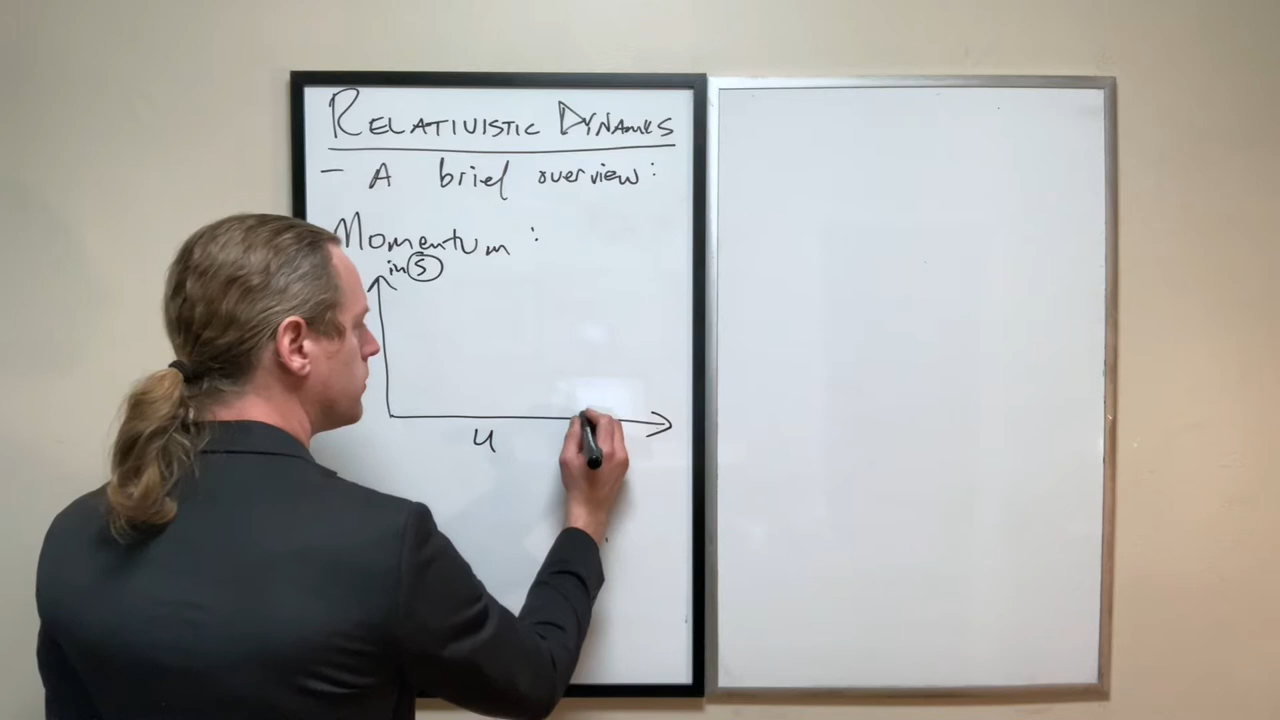 RELATIVISTIC DYNAMICS
- A brief overview:
Momentum:
in S
u